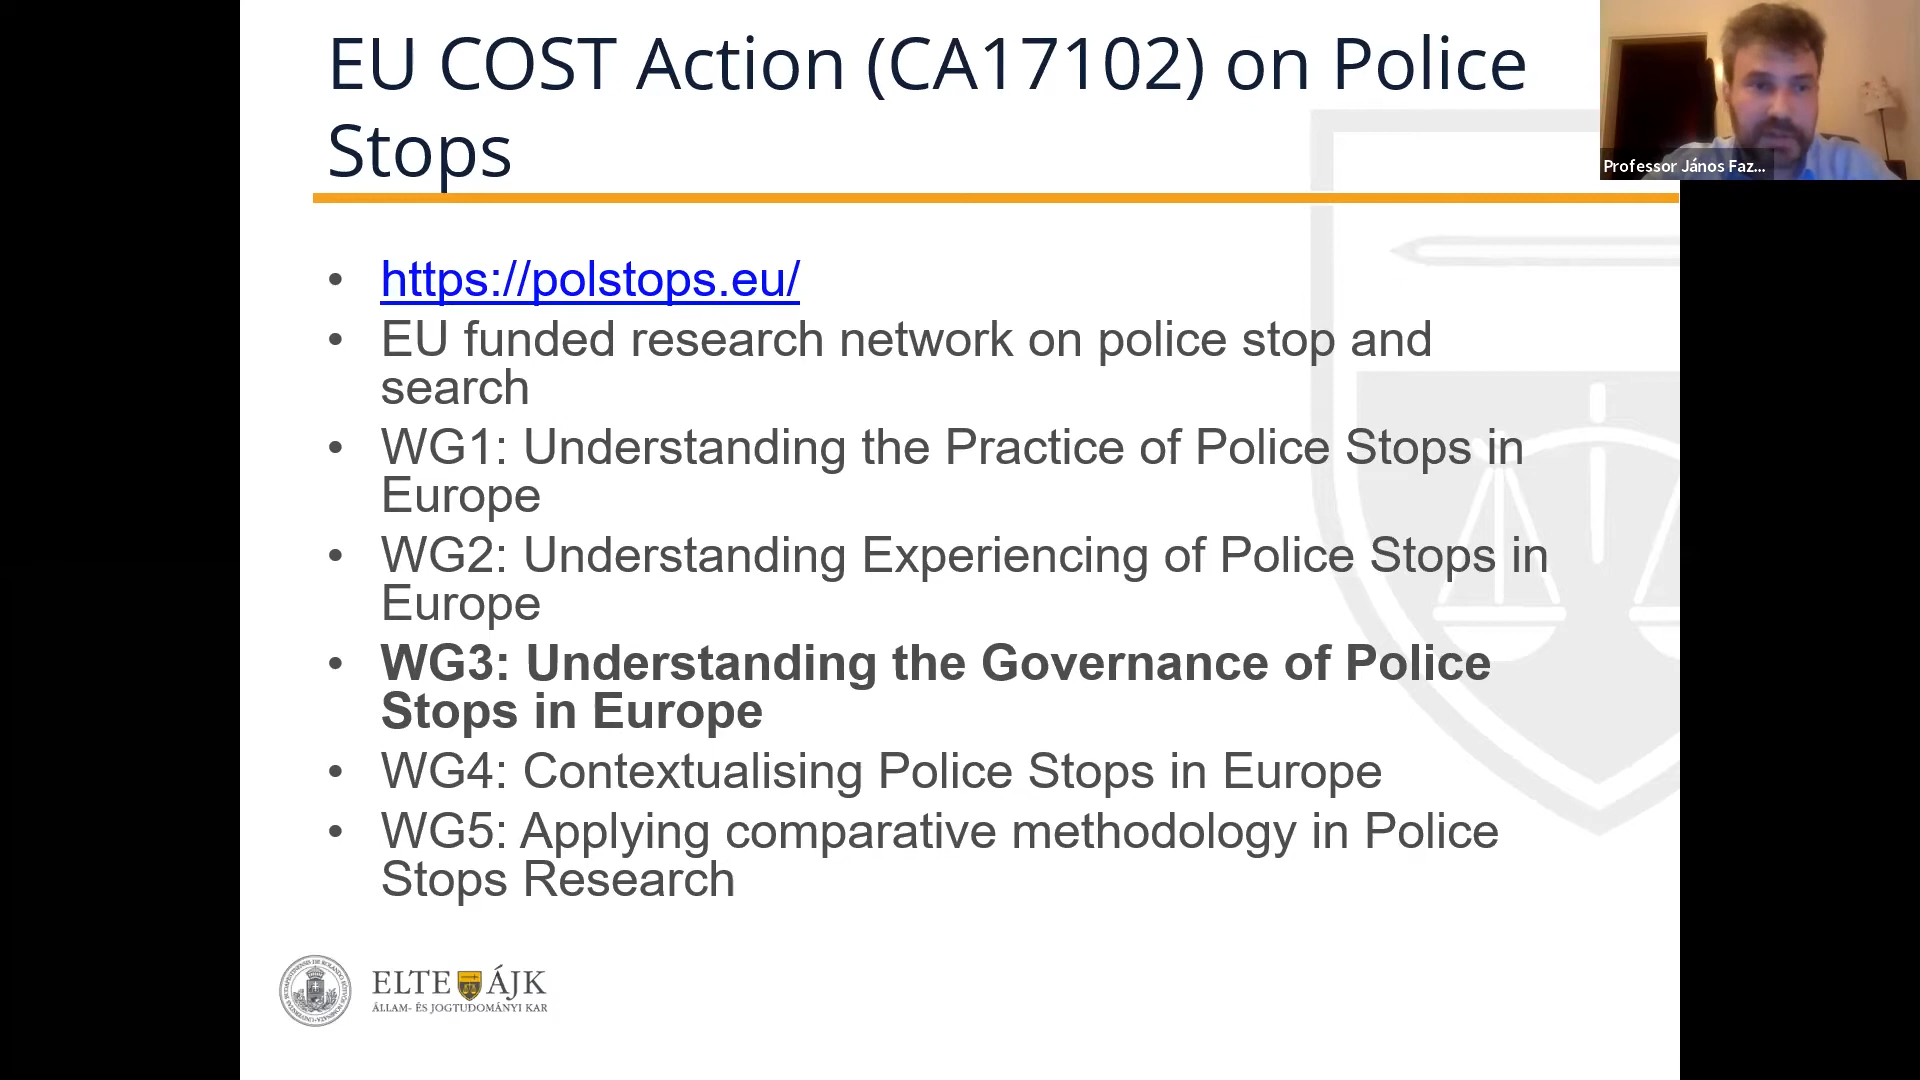 EU COST Action (CA17102) on Police
Stops
Professor János Faz...
• https://polstops.eu/
• EU funded research network on police stop and
search
• WG1: Understanding the Practice of Police Stops in
Europe
• WG2: Understanding Experiencing of Police Stops in
Europe
• WG3: Understanding the Governance of Police
Stops in Europe
• WG4: Contextualising Police Stops in Europe
• WG5: Applying comparative methodology in Police
Stops Research
ELTE ÁJK
ÁLLAM- ÉS JOGTUDOMÁNYI KAR